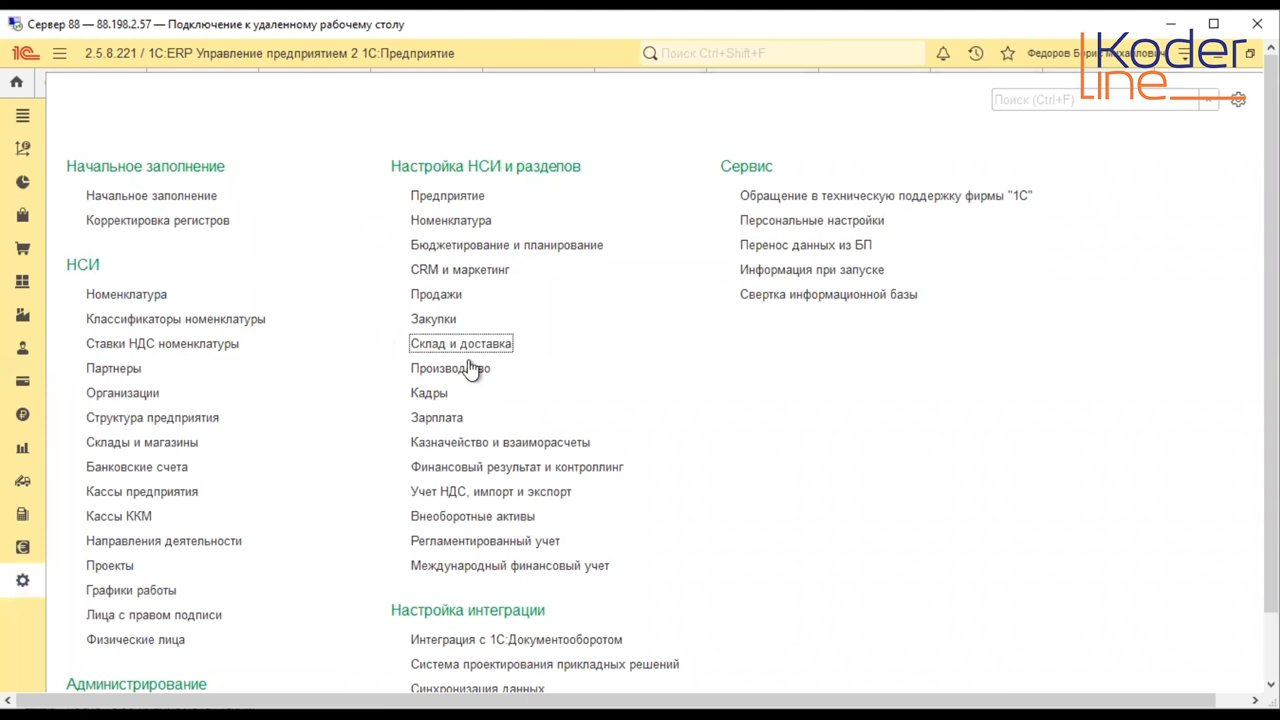 Сервер 88 — 88.198.2.57 — Подключение к удаленному рабочему столу
2.5.8.221 / 1С:ERP Управление предприятием 2 1С:Предприятие
Поиск Ctrl+Shift+F
Федоров
Koder
line
Поиск (Ctrl+F)
Начальное заполнение
Начальное заполнение
Корректировка регистров
НСИ
Номенклатура
Классификаторы номенклатуры
Ставки НДС номенклатуры
Партнеры
Организации
Структура предприятия
Склады и магазины
Банковские счета
Кассы предприятия
Кассы ККМ
Направления деятельности
Проекты
Графики работы
Лица с правом подписи
Физические лица
Администрирование
Настройка НСИ и разделов
Предприятие
Номенклатура
Бюджетирование и планирование
CRM и маркетинг
Продажи
Закупки
Склад и доставка
Производство
Кадры
Зарплата
Казначейство и взаиморасчеты
Финансовый результат и контроллинг
Учет НДС, импорт и экспорт
Внеоборотные активы
Регламентированный учет
Международный финансовый учет
Настройка интеграции
Интеграция с 1С:Документооборотом
Система проектирования прикладных решений
Синхронизация данных
Сервис
Обращение в техническую поддержку фирмы "1С"
Персональные настройки
Перенос данных из БП
Информация при запуске
Свертка информационной базы